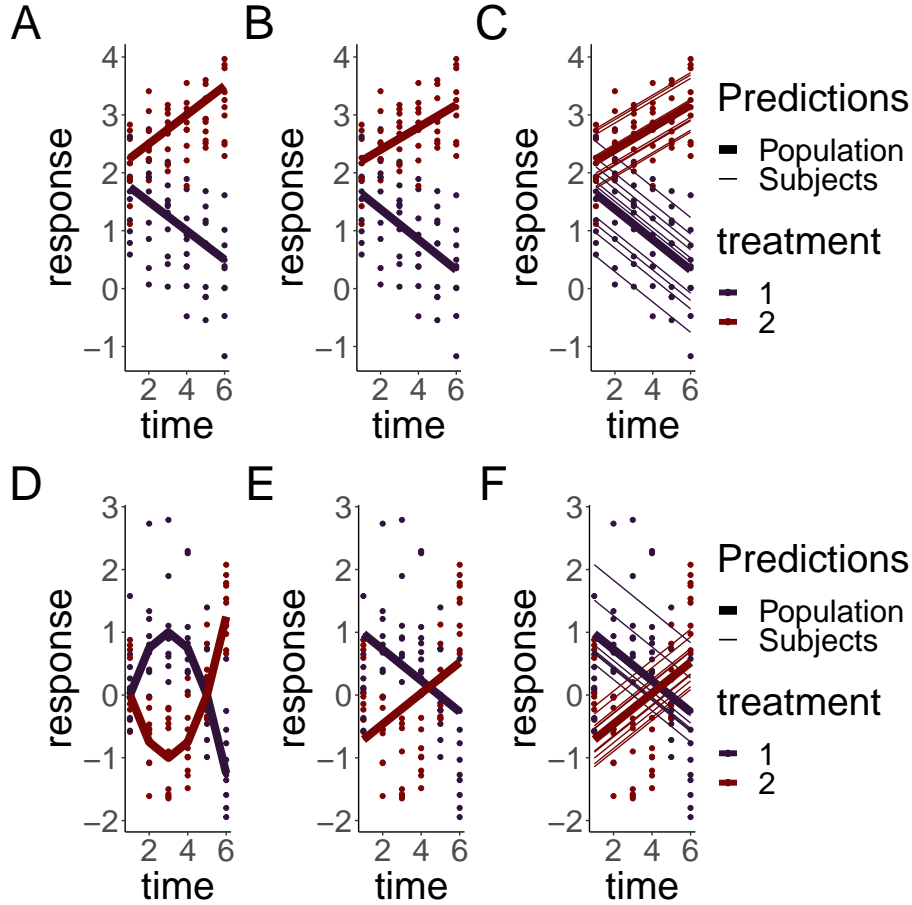 A B C
response
4
3
2
1
0
−1
2 4 6
time
response
4
3
2
1
0
−1
2 4 6
time
response
4
3
2
1
0
−1
2 4 6
time
Predictions
Population
Subjects
treatment
1
2
D E F
response
3
2
1
0
−1
−2
2 4 6
time
response
3
2
1
0
−1
−2
2 4 6
time
response
3
2
1
0
−1
−2
2 4 6
time
Predictions
Population
Subjects
treatment
1
2